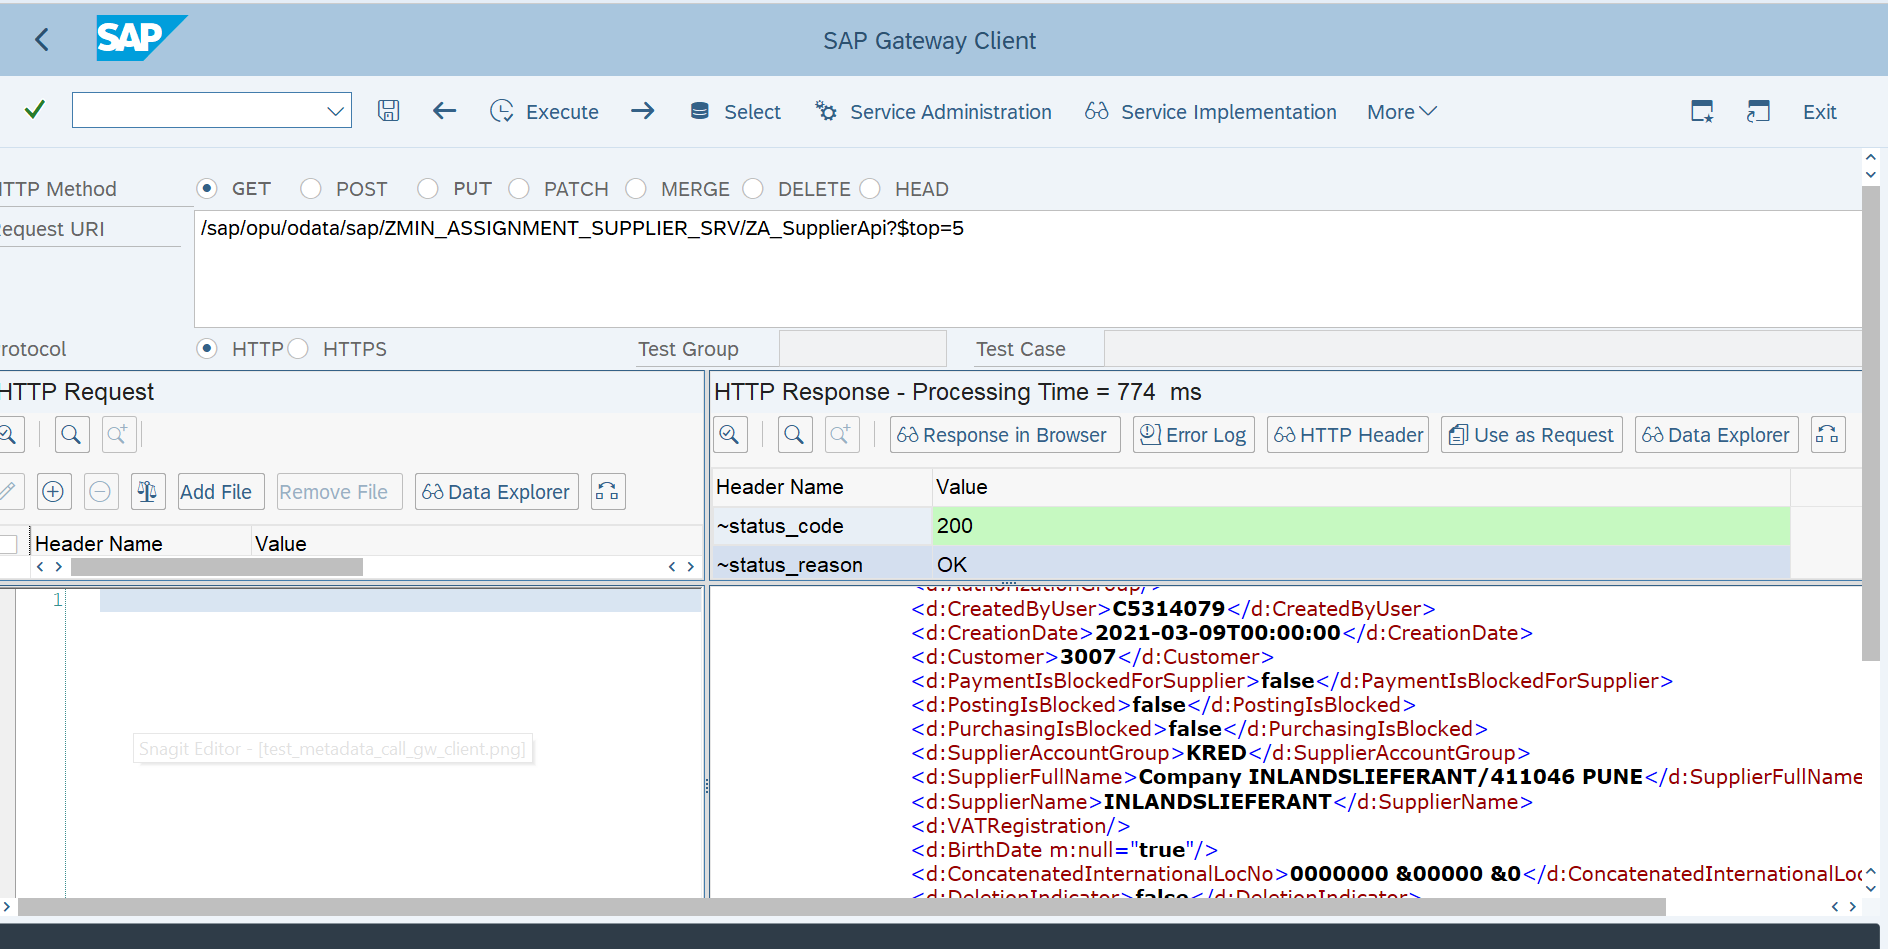 SAP
SAP Gateway Client
Execute Select Service Administration Service Implementation More Exit
TTP Method GET POST PUT PATCH MERGE DELETE HEAD
equest URI /sap/opu/odata/sap/ZMIN_ASSIGNMENT_SUPPLIER_SRV/ZA_SupplierApi?$top=5
rotocol HTTP HTTPS Test Group Test Case
HTTP Request
HTTP Response - Processing Time = 774 ms
Response in Browser Error Log HTTP Header Use as Request Data Explorer
Add File Remove File Data Explorer
Header Name Value
~status_code 200
~status_reason OK
Header Name Value
1
Snagit Editor - [test_metadata_call_gw_client.png]
<d:AuthorizationGroup/>
<d:CreatedByUser>C5314079</d:CreatedByUser>
<d:CreationDate>2021-03-09T00:00:00</d:CreationDate>
<d:Customer>3007</d:Customer>
<d:PaymentIsBlockedForSupplier>false</d:PaymentIsBlockedForSupplier>
<d:PostingIsBlocked>false</d:PostingIsBlocked>
<d:PurchasingIsBlocked>false</d:PurchasingIsBlocked>
<d:SupplierAccountGroup>KRED</d:SupplierAccountGroup>
<d:SupplierFullName>Company INLANDSLIEFERANT/411046 PUNE</d:SupplierFullName
<d:SupplierName>INLANDSLIEFERANT</d:SupplierName>
<d:VATRegistration/>
<d:BirthDate m:null="true"/>
<d:ConcatenatedInternationalLocNo>0000000 &00000 &0</d:ConcatenatedInternationalLoc
<d:DeletionIndicator>false</d:DeletionIndicator>